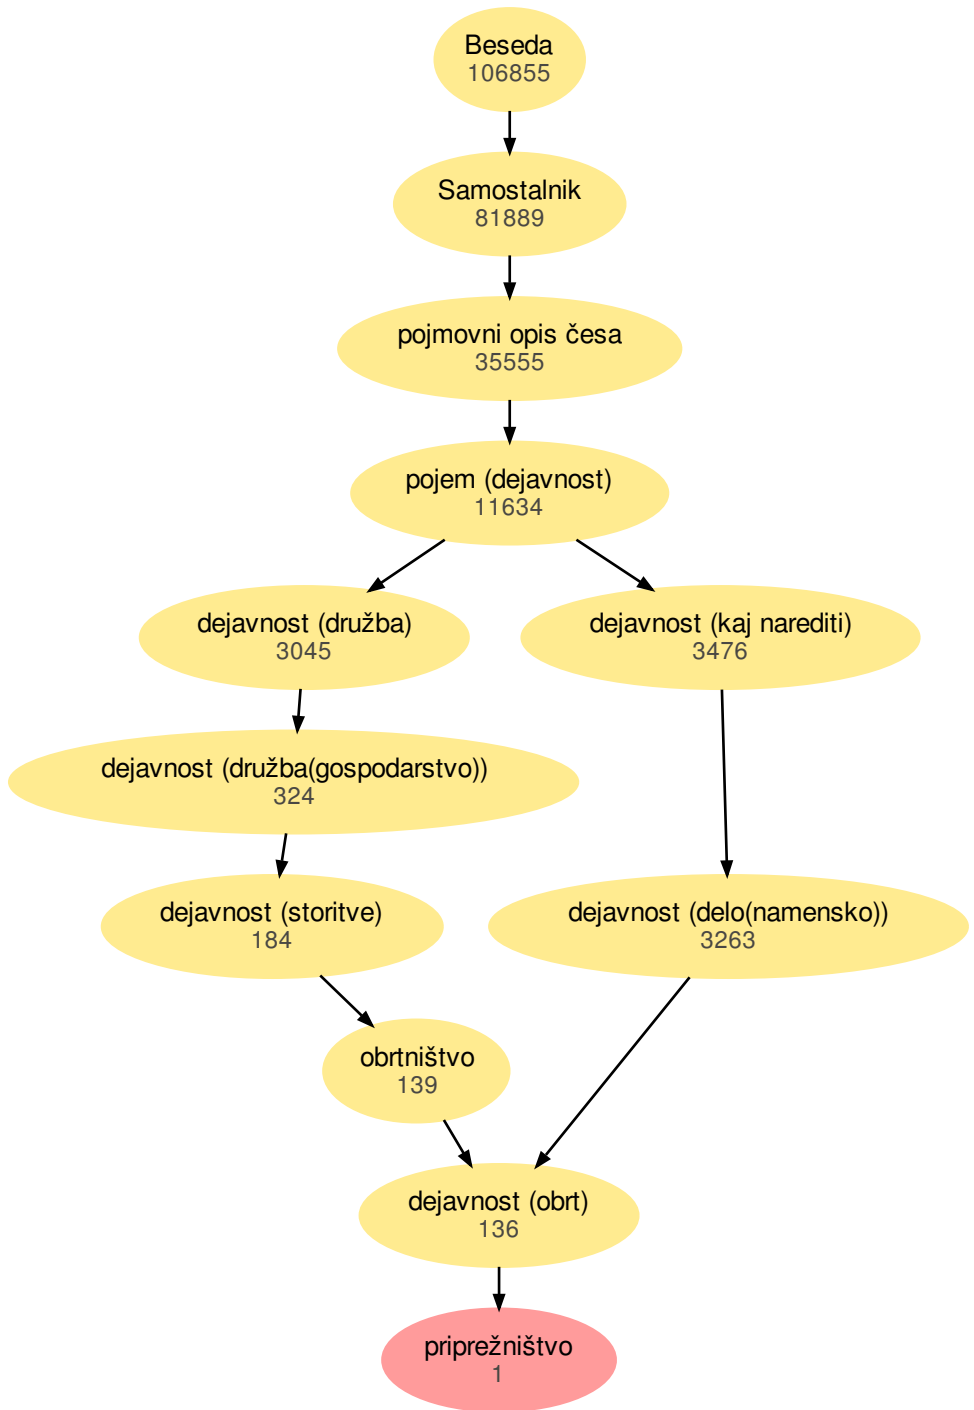 Beseda
106855
Samostalnik
81889
pojmovni opis česa
35555
pojem (dejavnost)
11634
dejavnost (družba)
3045
dejavnost (kaj narediti)
3476
dejavnost (družba(gospodarstvo))
324
dejavnost (storitve)
184
dejavnost (delo(namensko))
3263
obrtništvo
139
dejavnost (obrt)
136
priprežništvo
1